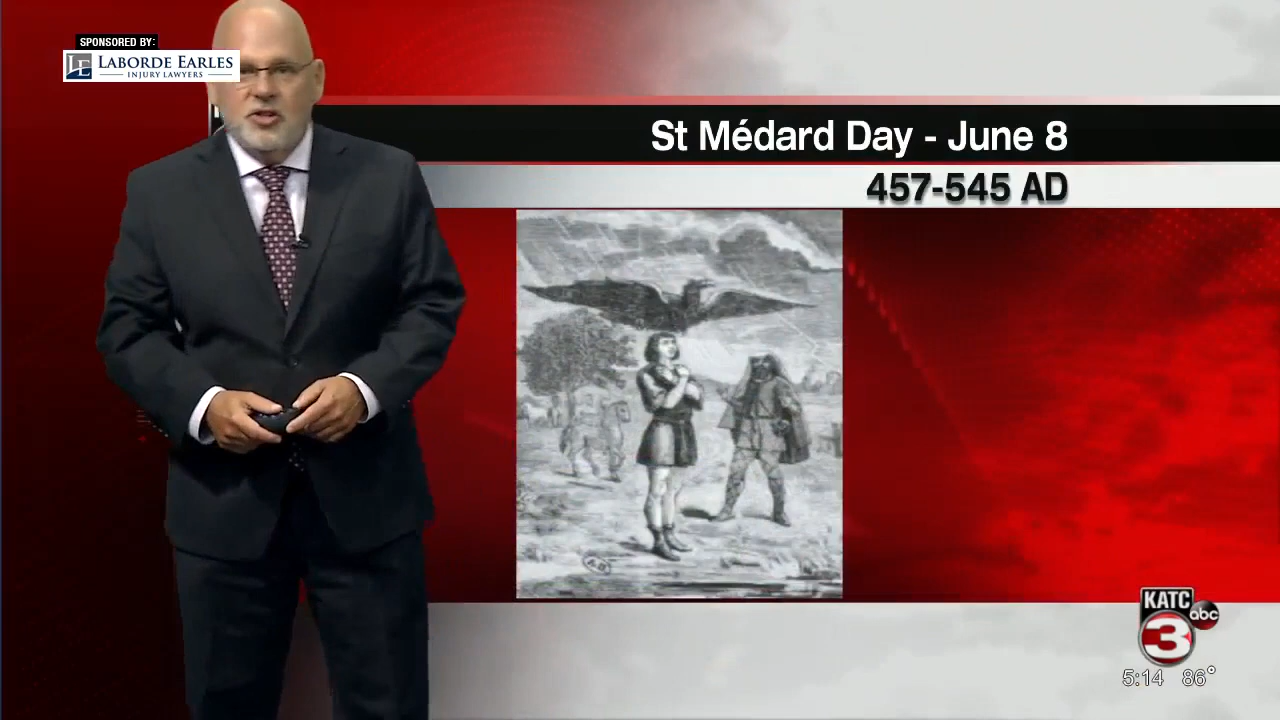 SPONSORED BY:
LE LABORDE EARLES
INJURY LAWYERS
St Médard Day - June 8
457-545 AD
A.B
KATC
abc
3
5:14 86°